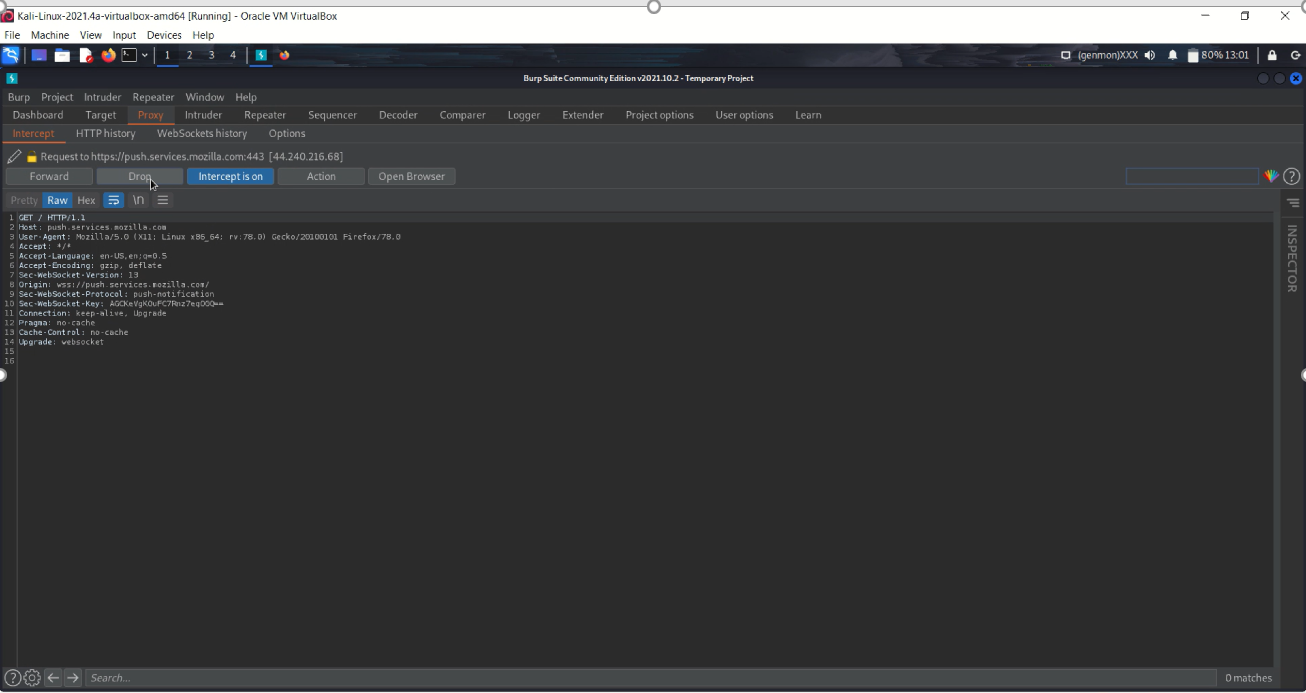 Kali-Linux-2021.4a-virtualbox-amd64 [Running] - Oracle VM VirtualBox
File Machine View Input Devices Help
1 2 3 4 (genmon)XXX 80% 13:01
Burp Suite Community Edition v2021.10.2 - Temporary Project
Burp Project Intruder Repeater Window Help
Dashboard Target Proxy Intruder Repeater Sequencer Decoder Comparer Logger Extender Project options User options Learn
Intercept HTTP history WebSockets history Options
Request to https://push.services.mozilla.com:443 [44.240.216.68]
Forward Drop Intercept is on Action Open Browser
Pretty Raw Hex \n
INSPECTOR
1 GET / HTTP/1.1
2 Host: push.services.mozilla.com
3 User-Agent: Mozilla/5.0 (X11; Linux x86_64; rv:78.0) Gecko/20100101 Firefox/78.0
4 Accept: */*
5 Accept-Language: en-US,en;q=0.5
6 Accept-Encoding: gzip, deflate
7 Sec-WebSocket-Version: 13
8 Origin: wss://push.services.mozilla.com/
9 Sec-WebSocket-Protocol: push-notification
10 Sec-WebSocket-Key:
11 Connection: keep-alive, Upgrade
12 Pragma: no-cache
13 Cache-Control: no-cache
14 Upgrade: websocket
15
16
Search... 0 matches